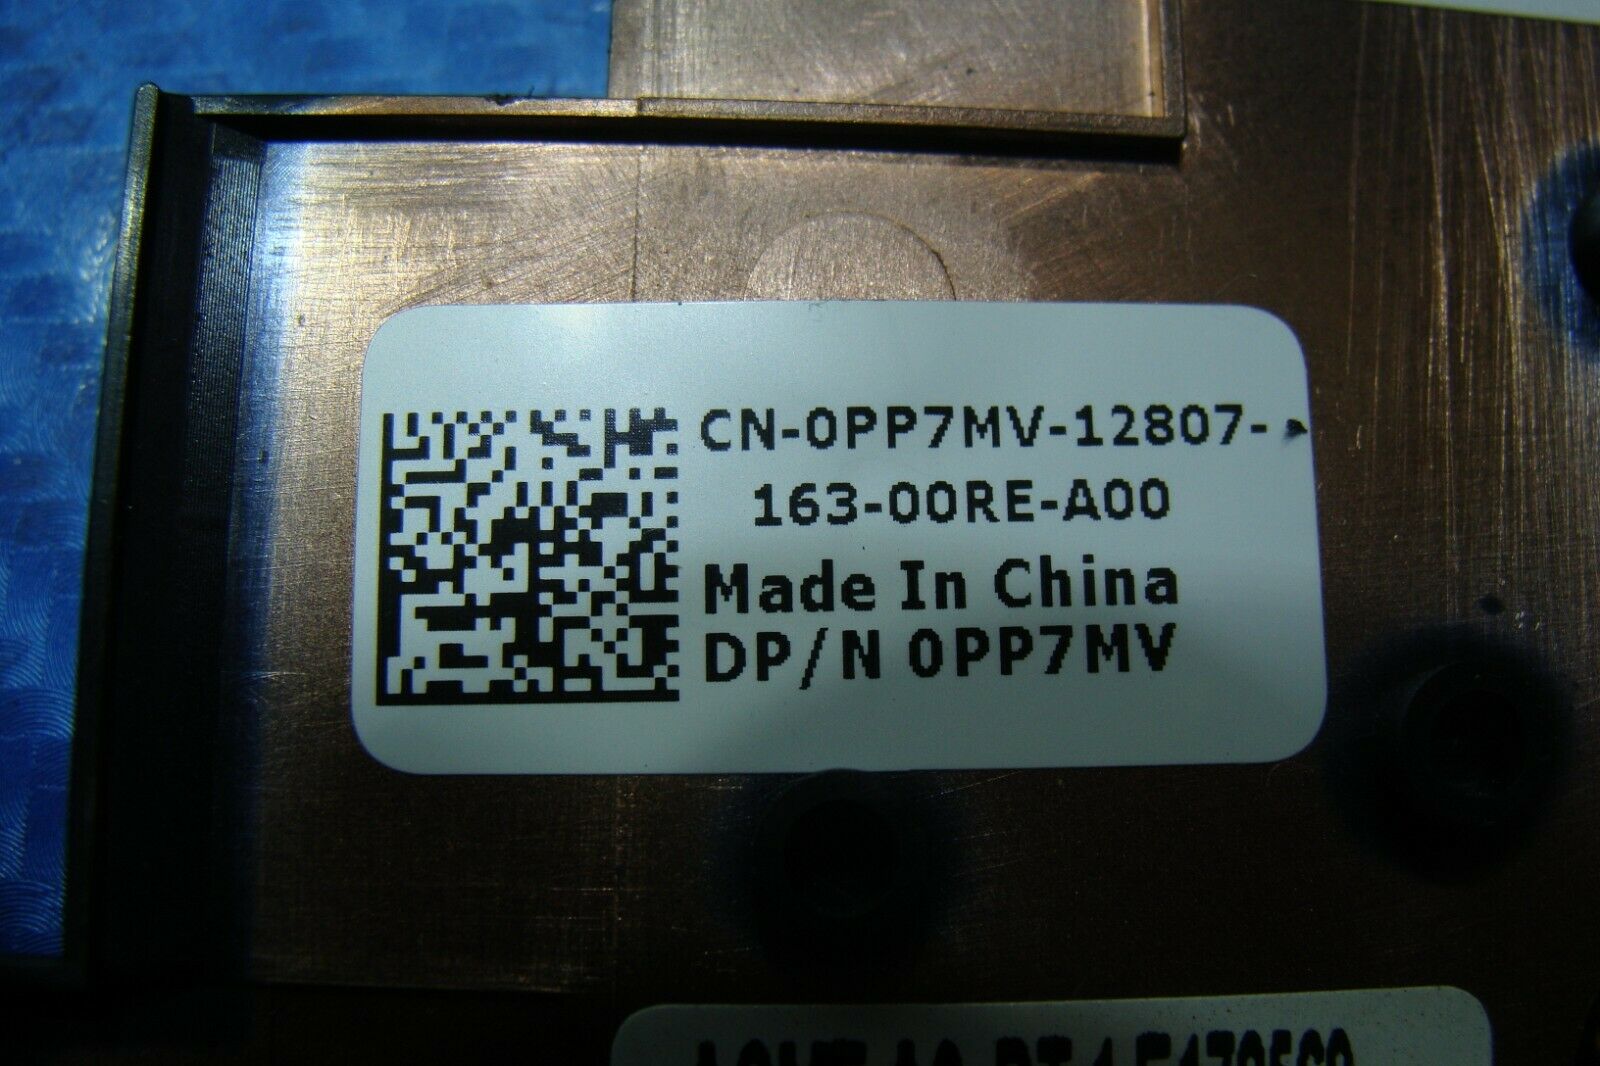 CN-0PP7MV-12807-
163-00RE-A00
Made In China
DP/N 0PP7MV